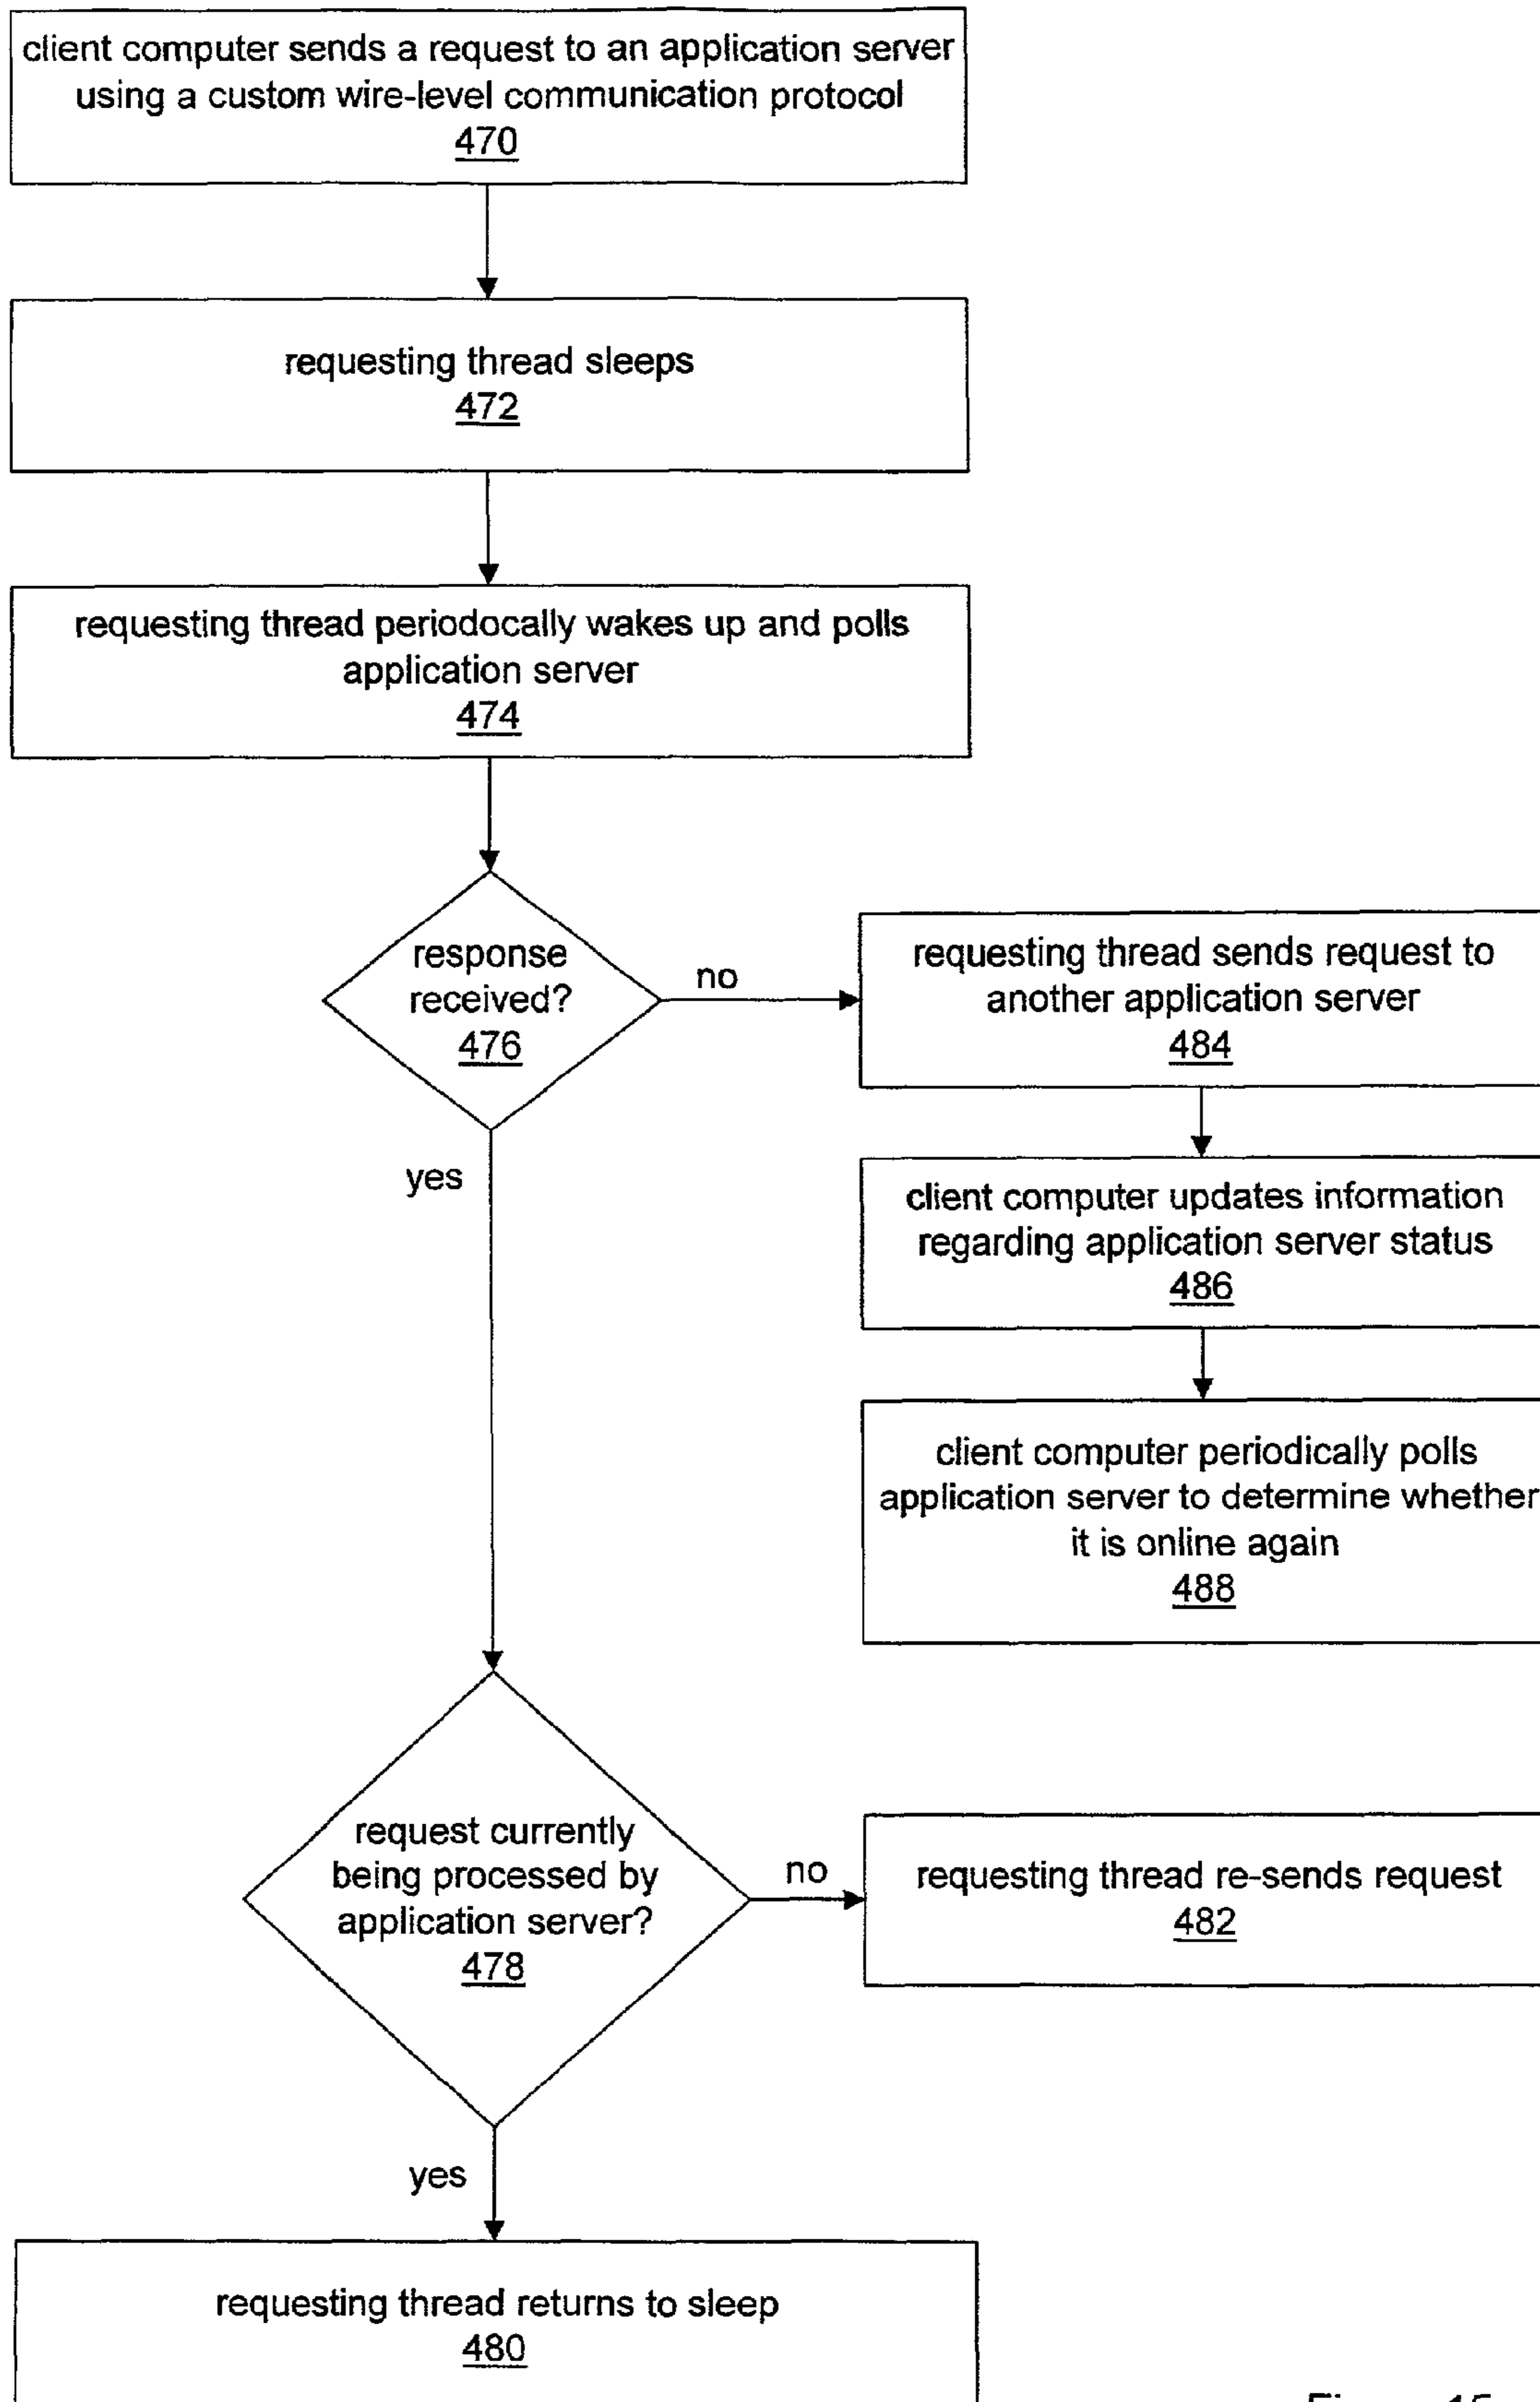 client computer sends a request to an application server
using a custom wire-level communication protocol
470
requesting thread sleeps
472
requesting thread periodocally wakes up and polls
application server
474
response
received?
476
no
requesting thread sends request to
another application server
484
yes
client computer updates information
regarding application server status
486
client computer periodically polls
application server to determine whether
it is online again
488
request currently
being processed by
application server?
478
no
requesting thread re-sends request
482
yes
requesting thread returns to sleep
480